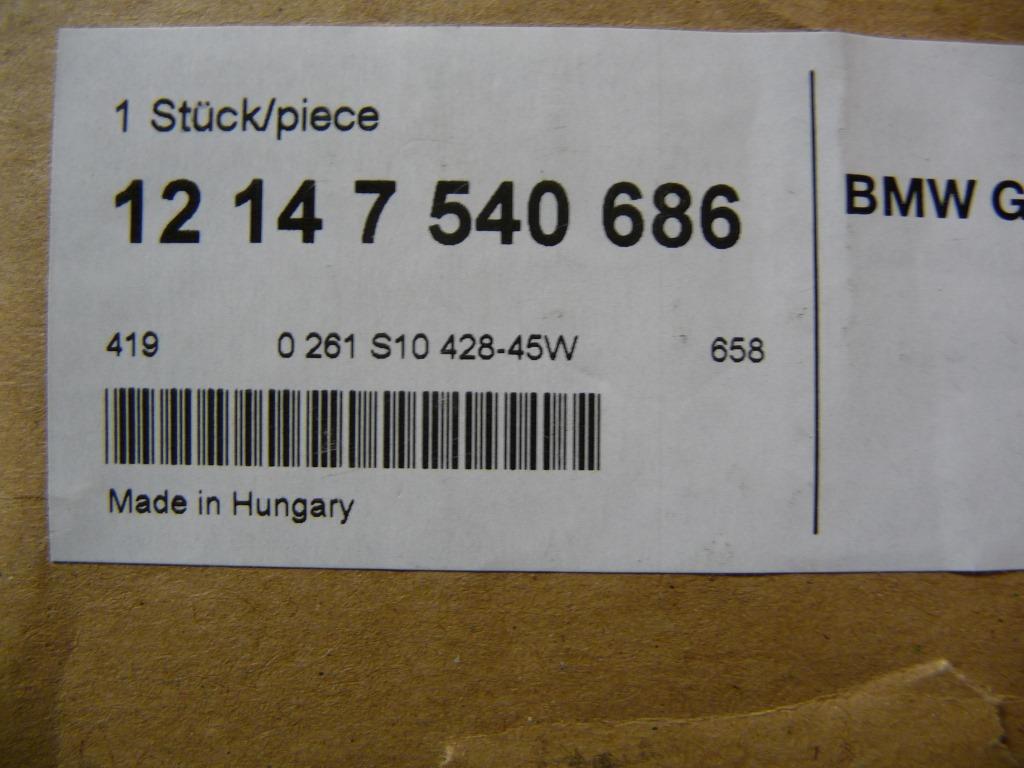 1 Stück/piece
12 14 7 540 686
419 0 261 S10 428-45W 658
Made in Hungary
BMW G